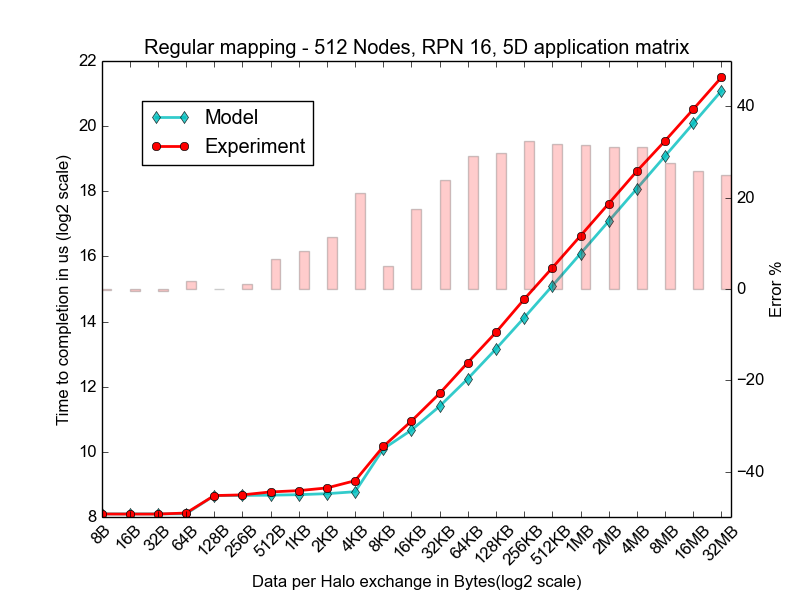 Regular mapping - 512 Nodes, RPN 16, 5D application matrix
Time to completion in us (log2 scale)
22
20
18
16
14
12
10
8
Model
Experiment
40
20
0
−20
−40
Error %
8B
16B
32B
64B
128B
256B
512B
1KB
2KB
4KB
8KB
16KB
32KB
64KB
128KB
256KB
512KB
1MB
2MB
4MB
8MB
16MB
32MB
Data per Halo exchange in Bytes(log2 scale)